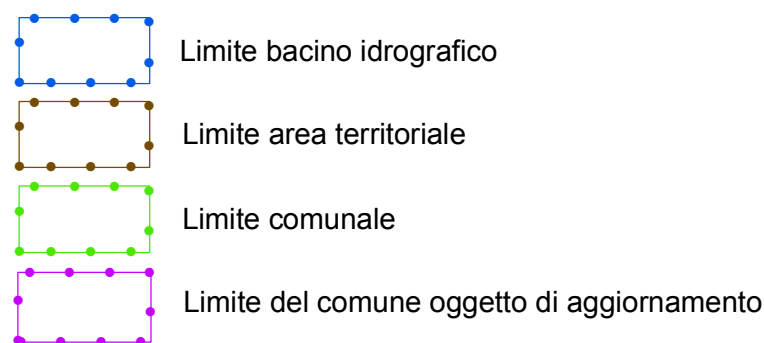 Limite bacino idrografico
Limite area territoriale
Limite comunale
Limite del comune oggetto di aggiornamento